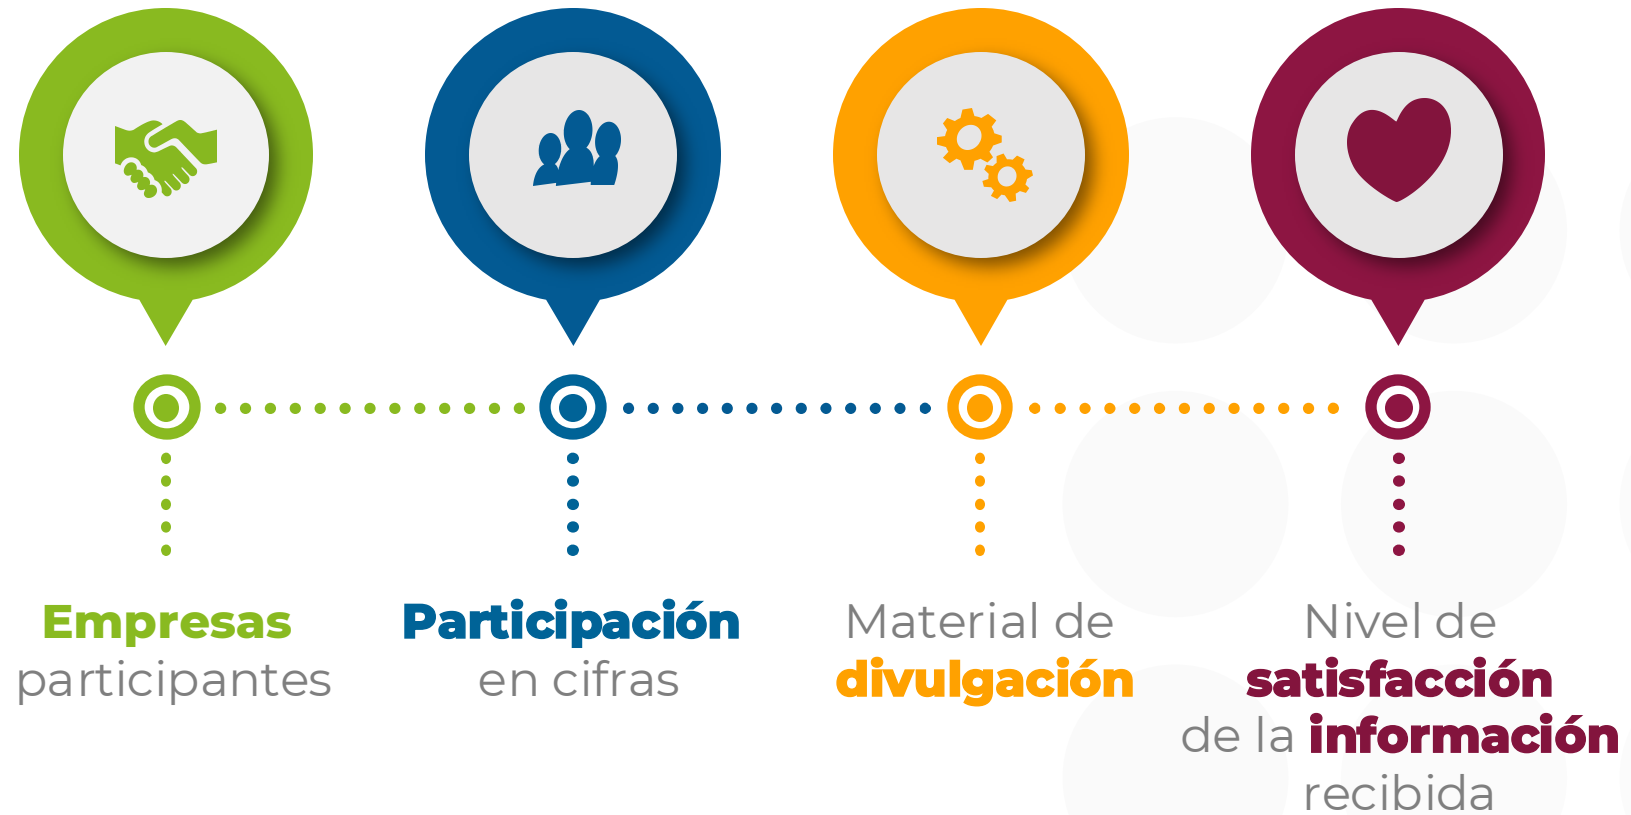 Empresas
participantes
Participación
en cifras
Material de
divulgación
Nivel de
satisfacción
de la información
recibida